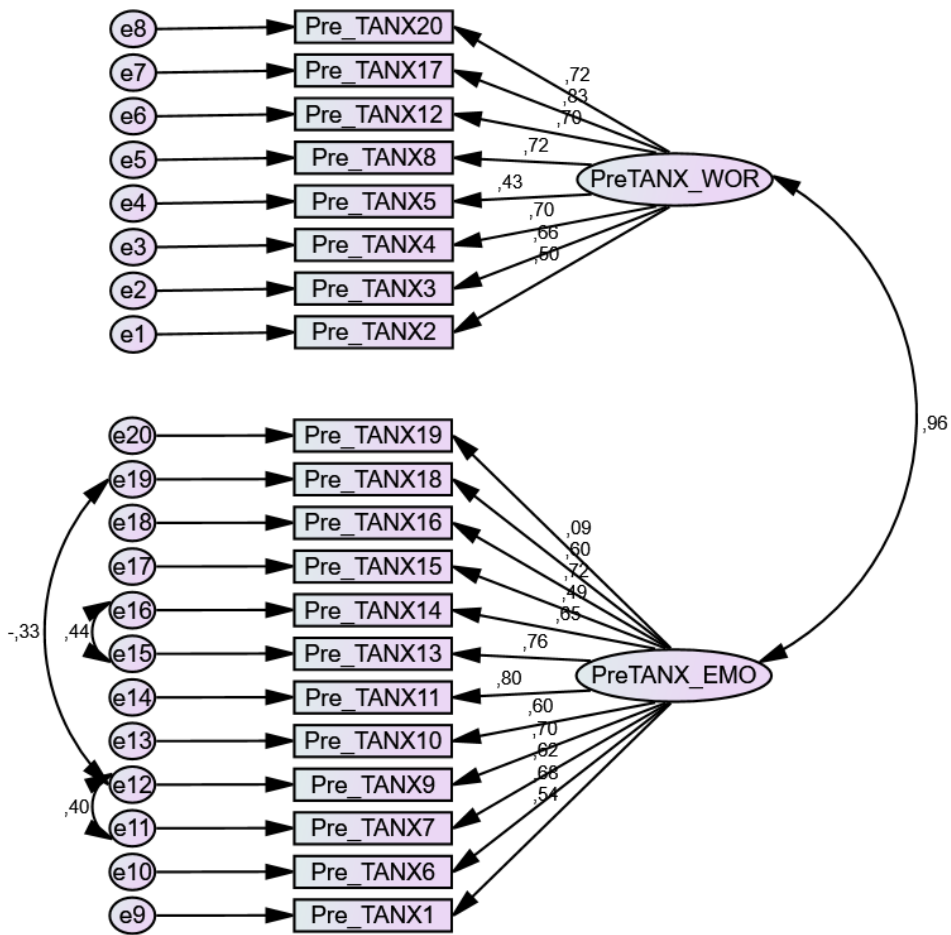 e8 Pre_TANX20
,72
e7 Pre_TANX17
,83
e6 Pre_TANX12
,70
e5 Pre_TANX8
,72
PreTANX_WOR
e4 Pre_TANX5
,43
e3 Pre_TANX4
,70
e2 Pre_TANX3
,66
e1 Pre_TANX2
,50
,96
e20 Pre_TANX19
,09
e19 Pre_TANX18
,60
e18 Pre_TANX16
,72
e17 Pre_TANX15
,49
e16 Pre_TANX14
,65
-,33
,44
e15 Pre_TANX13
,76
PreTANX_EMO
e14 Pre_TANX11
,80
e13 Pre_TANX10
,60
e12 Pre_TANX9
,70
,40
e11 Pre_TANX7
,62
e10 Pre_TANX6
e9 Pre_TANX1
,54